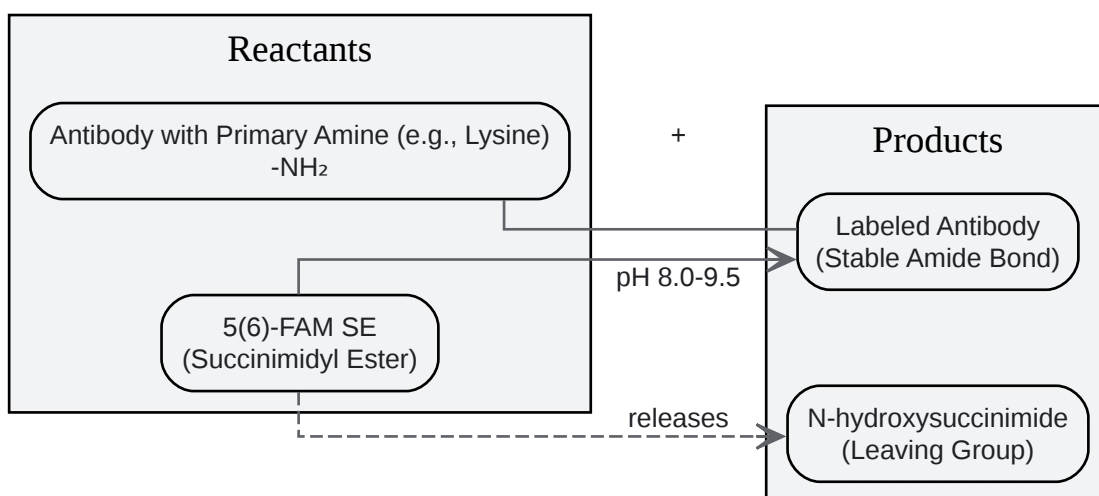 Reactants
Antibody with Primary Amine (e.g., Lysine)
-NH₂
+
Products
Labeled Antibody
(Stable Amide Bond)
pH 8.0-9.5
5(6)-FAM SE
(Succinimidyl Ester)
releases
N-hydroxysuccinimide
(Leaving Group)